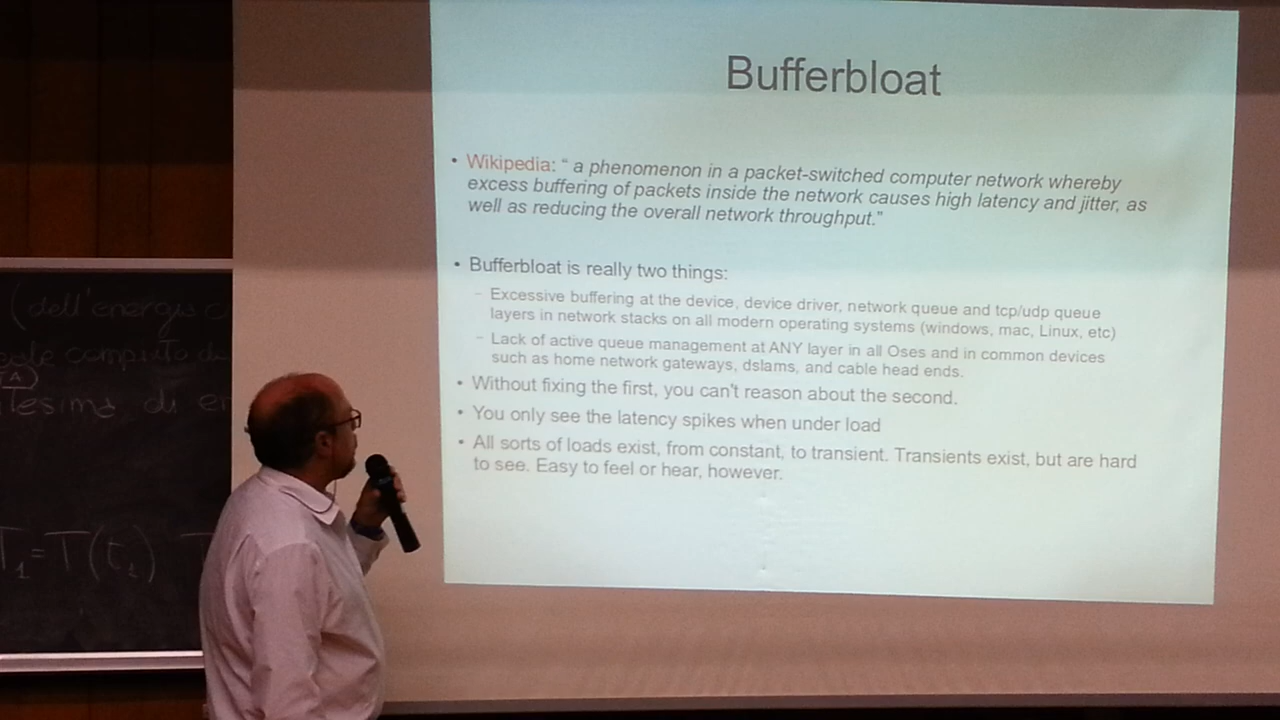 Bufferbloat
• Wikipedia: “ a phenomenon in a packet-switched computer network whereby
excess buffering of packets inside the network causes high latency and jitter, as
well as reducing the overall network throughput.”
• Bufferbloat is really two things:
– Excessive buffering at the device, device driver, network queue and tcp/udp queue
layers in network stacks on all modern operating systems (windows, mac, Linux, etc)
– Lack of active queue management at ANY layer in all Oses and in common devices
such as home network gateways, dslams, and cable head ends.
• Without fixing the first, you can't reason about the second.
• You only see the latency spikes when under load
• All sorts of loads exist, from constant, to transient. Transients exist, but are hard
to see. Easy to feel or hear, however.
(dell'energia
computo
A
di
T₁=T(t₁) T